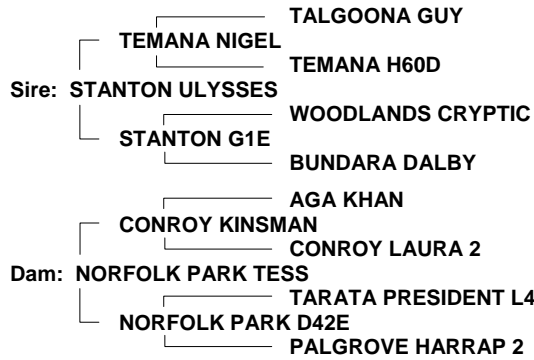 TALGOONA GUY
TEMANA NIGEL
TEMANA H60D
Sire: STANTON ULYSSES
WOODLANDS CRYPTIC
STANTON G1E
BUNDARA DALBY
AGA KHAN
CONROY KINSMAN
CONROY LAURA 2
Dam: NORFOLK PARK TESS
TARATA PRESIDENT L4
NORFOLK PARK D42E
PALGROVE HARRAP 2